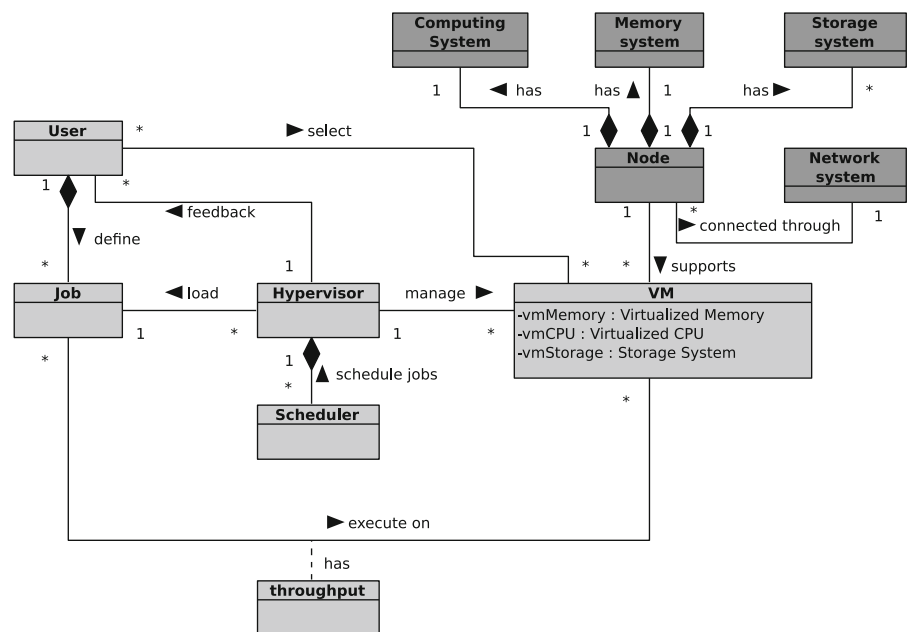 Computing
System
Memory
system
Storage
system
1
has
has
1
has
*
1
1
1
User
*
select
Node
Network
system
1
*
feedback
1
*
connected through
1
define
*
1
*
*
supports
Job
load
Hypervisor
manage
VM
-vmMemory : Virtualized Memory
-vmCPU : Virtualized CPU
-vmStorage : Storage System
1
*
1
*
*
1
*
schedule jobs
Scheduler
*
execute on
has
throughput